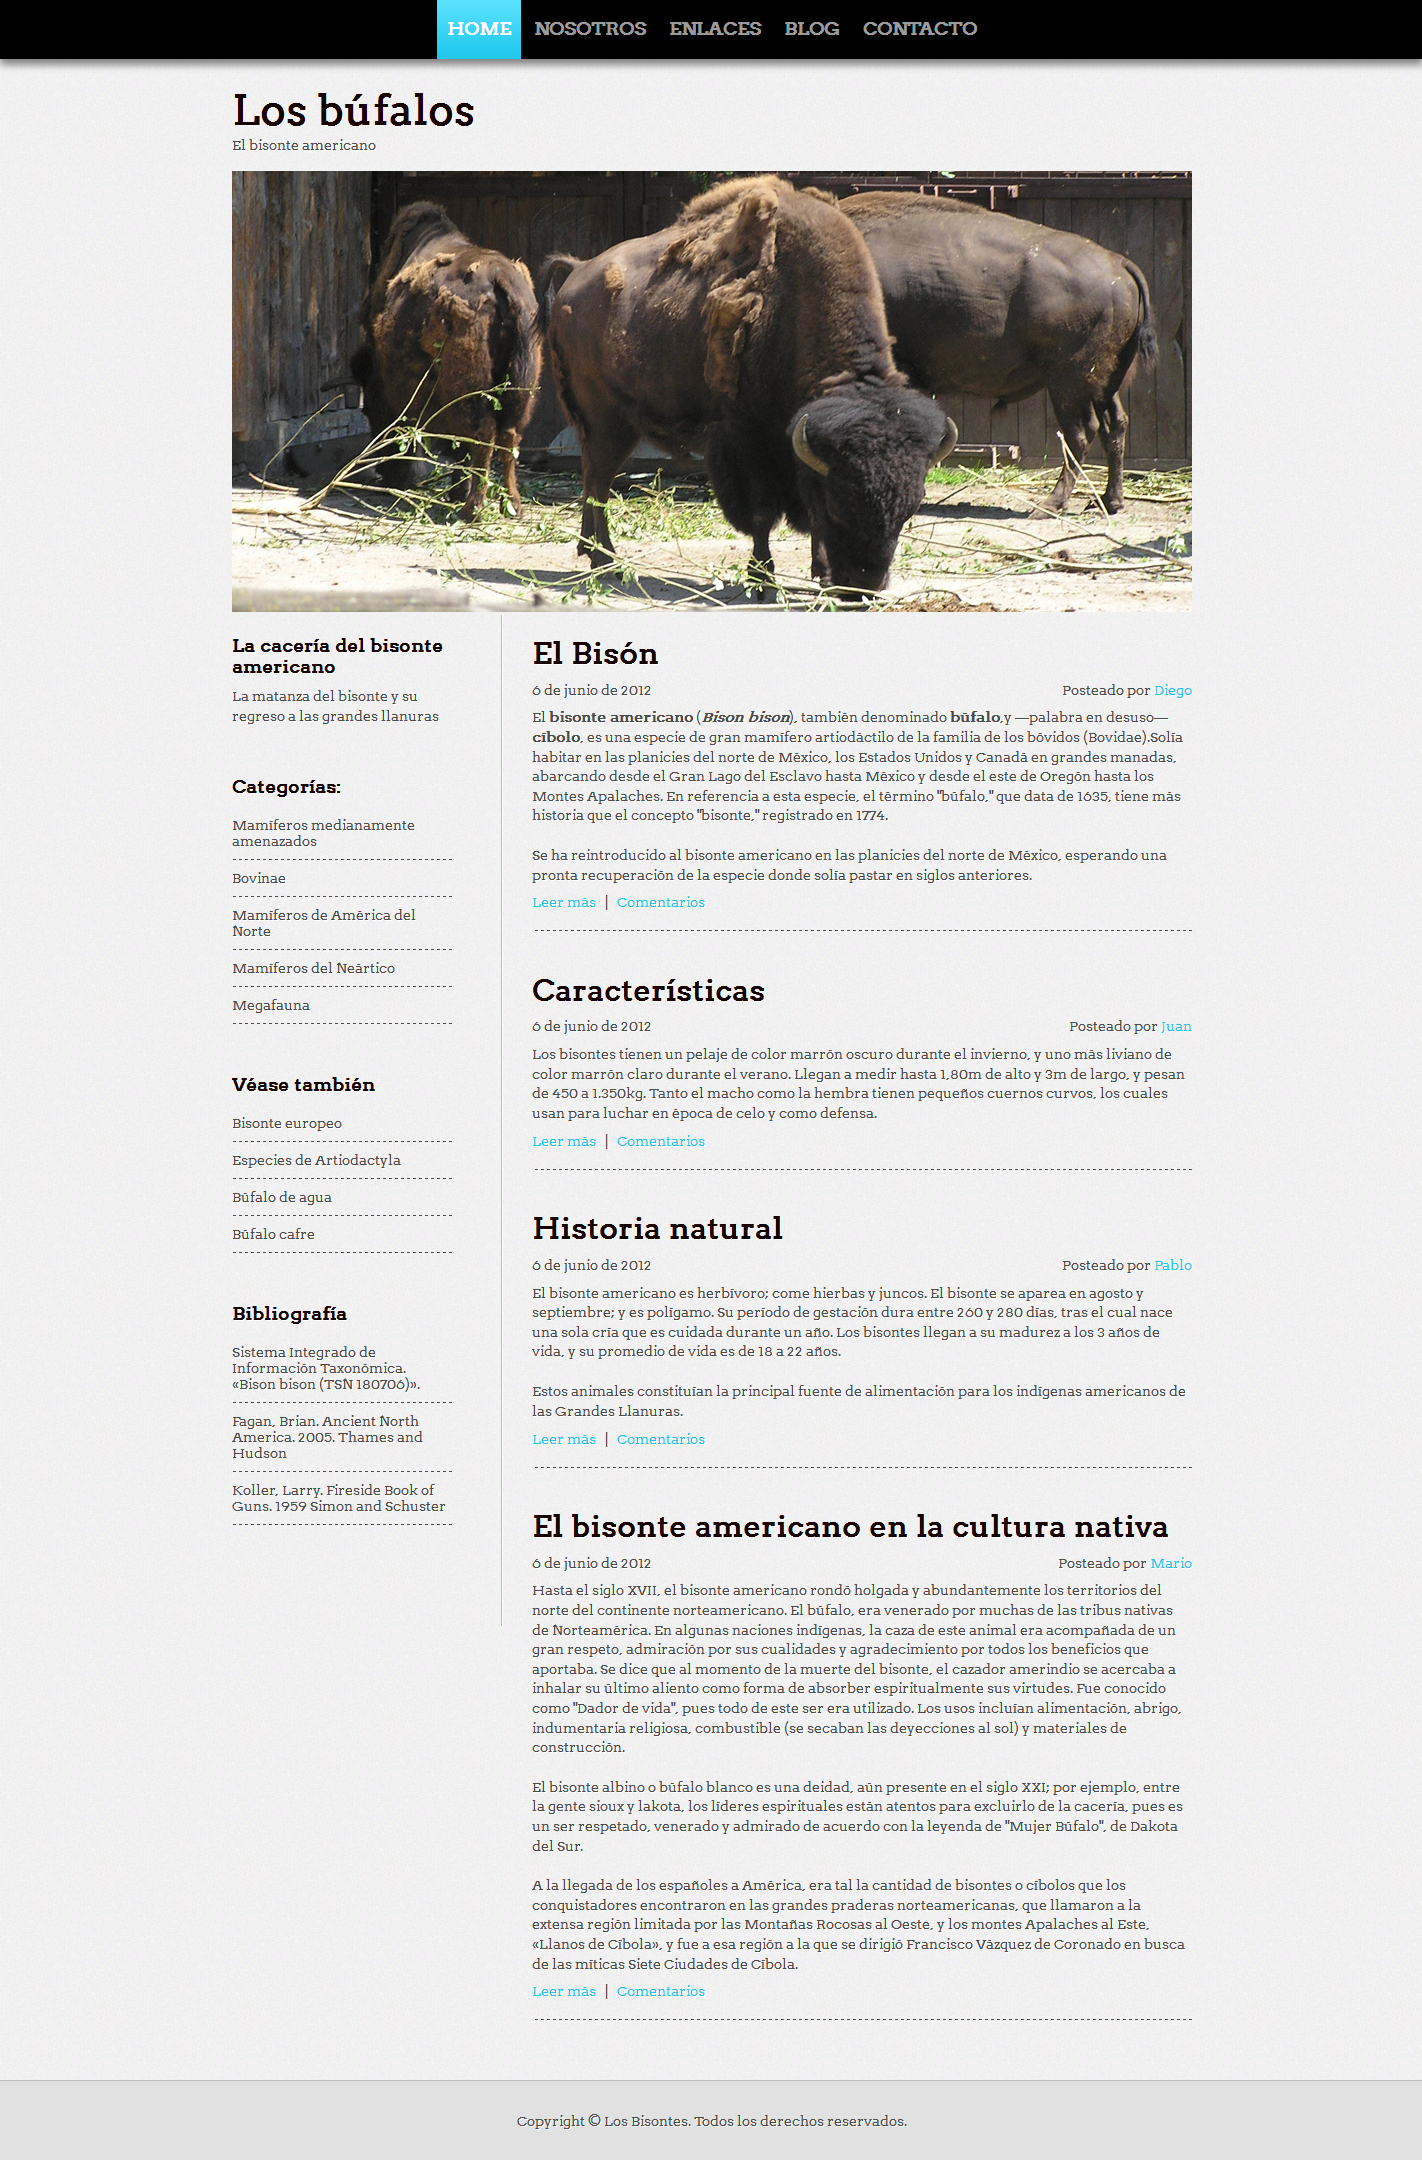 HOME NOSOTROS ENLACES BLOG CONTACTO
Los búfalos
El bisonte americano
La cacería del bisonte
americano
La matanza del bisonte y su
regreso a las grandes llanuras
Categorías:
Mamíferos medianamente
amenazados
Bovinae
Mamíferos de América del
Norte
Mamíferos del Neártico
Megafauna
Véase también
Bisonte europeo
Especies de Artiodactyla
Búfalo de agua
Búfalo cafre
Bibliografía
Sistema Integrado de
Información Taxonómica.
«Bison bison (TSN 180706)».
Fagan, Brian. Ancient North
America. 2005. Thames and
Hudson
Koller, Larry. Fireside Book of
Guns. 1959 Simon and Schuster
El Bisón
6 de junio de 2012 Posteado por Diego
El bisonte americano (Bison bison), también denominado búfalo,y —palabra en desuso—
cíbolo, es una especie de gran mamífero artiodáctilo de la familia de los bóvidos (Bovidae).Solía
habitar en las planicies del norte de México, los Estados Unidos y Canadá en grandes manadas,
abarcando desde el Gran Lago del Esclavo hasta México y desde el este de Oregón hasta los
Montes Apalaches. En referencia a esta especie, el término "búfalo," que data de 1635, tiene más
historia que el concepto "bisonte," registrado en 1774.
Se ha reintroducido al bisonte americano en las planicies del norte de México, esperando una
pronta recuperación de la especie donde solía pastar en siglos anteriores.
Leer más | Comentarios
Características
6 de junio de 2012 Posteado por Juan
Los bisontes tienen un pelaje de color marrón oscuro durante el invierno, y uno más liviano de
color marrón claro durante el verano. Llegan a medir hasta 1,80m de alto y 3m de largo, y pesan
de 450 a 1.350kg. Tanto el macho como la hembra tienen pequeños cuernos curvos, los cuales
usan para luchar en época de celo y como defensa.
Leer más | Comentarios
Historia natural
6 de junio de 2012 Posteado por Pablo
El bisonte americano es herbívoro; come hierbas y juncos. El bisonte se aparea en agosto y
septiembre; y es polígamo. Su período de gestación dura entre 260 y 280 días, tras el cual nace
una sola cría que es cuidada durante un año. Los bisontes llegan a su madurez a los 3 años de
vida, y su promedio de vida es de 18 a 22 años.
Estos animales constituían la principal fuente de alimentación para los indígenas americanos de
las Grandes Llanuras.
Leer más | Comentarios
El bisonte americano en la cultura nativa
6 de junio de 2012 Posteado por Mario
Hasta el siglo XVII, el bisonte americano rondó holgada y abundantemente los territorios del
norte del continente norteamericano. El búfalo, era venerado por muchas de las tribus nativas
de Norteamérica. En algunas naciones indígenas, la caza de este animal era acompañada de un
gran respeto, admiración por sus cualidades y agradecimiento por todos los beneficios que
aportaba. Se dice que al momento de la muerte del bisonte, el cazador amerindio se acercaba a
inhalar su último aliento como forma de absorber espiritualmente sus virtudes. Fue conocido
como "Dador de vida", pues todo de este ser era utilizado. Los usos incluían alimentación, abrigo,
indumentaria religiosa, combustible (se secaban las deyecciones al sol) y materiales de
construcción.
El bisonte albino o búfalo blanco es una deidad, aún presente en el siglo XXI; por ejemplo, entre
la gente sioux y lakota, los líderes espirituales están atentos para excluirlo de la cacería, pues es
un ser respetado, venerado y admirado de acuerdo con la leyenda de "Mujer Búfalo", de Dakota
del Sur.
A la llegada de los españoles a América, era tal la cantidad de bisontes o cíbolos que los
conquistadores encontraron en las grandes praderas norteamericanas, que llamaron a la
extensa región limitada por las Montañas Rocosas al Oeste, y los montes Apalaches al Este,
«Llanos de Cíbola», y fue a esa región a la que se dirigió Francisco Vázquez de Coronado en busca
de las míticas Siete Ciudades de Cíbola.
Leer más | Comentarios
Copyright © Los Bisontes. Todos los derechos reservados.